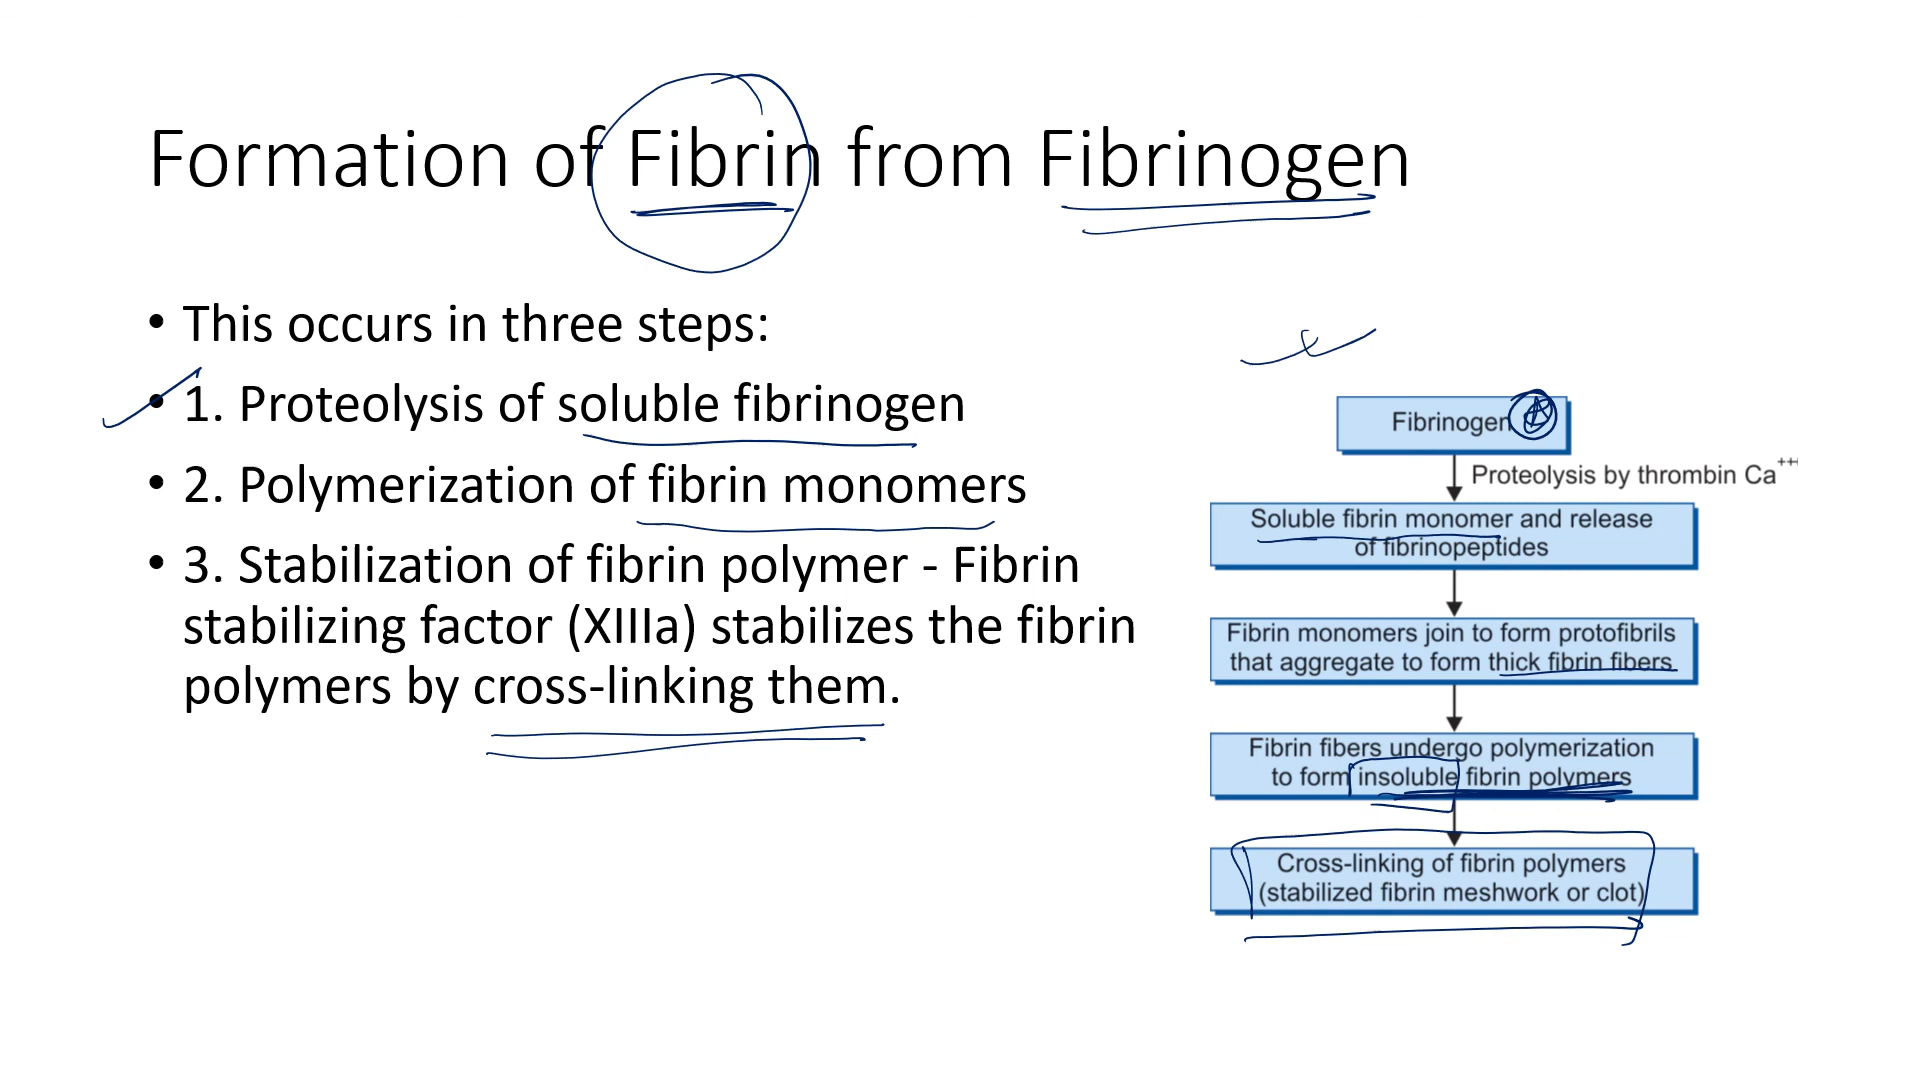 Formation of Fibrin from Fibrinogen
• This occurs in three steps:
• 1. Proteolysis of soluble fibrinogen
• 2. Polymerization of fibrin monomers
• 3. Stabilization of fibrin polymer - Fibrin
stabilizing factor (XIIIa) stabilizes the fibrin
polymers by cross-linking them.
Fibrinogen
Proteolysis by thrombin Ca+++
Soluble fibrin monomer and release
of fibrinopeptides
Fibrin monomers join to form protofibrils
that aggregate to form thick fibrin fibers
Fibrin fibers undergo polymerization
to form insoluble fibrin polymers
Cross-linking of fibrin polymers
(stabilized fibrin meshwork or clot)